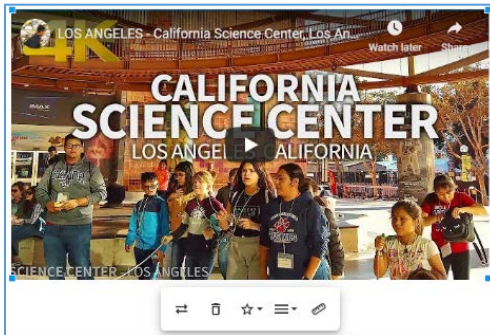 4K
LOS ANGELES - California Science Center, Los An...
Watch later
Share
IMAX
CALIFORNIA
SCIENCE CENTER
LOS ANGELES, CALIFORNIA
SCIENCE CENTER - LOS ANGELES